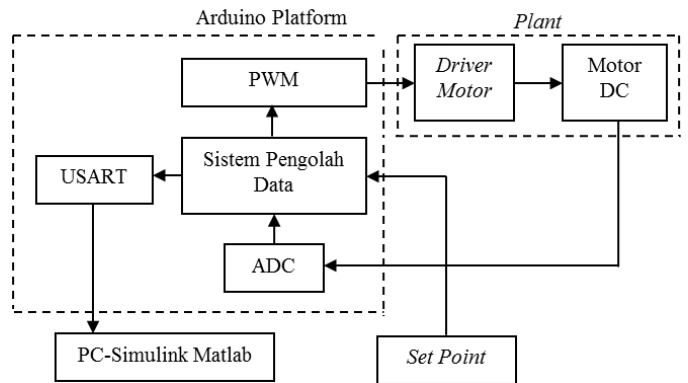 Arduino Platform
Plant
PWM
Driver
Motor
Motor
DC
Sistem Pengolah
Data
USART
ADC
PC-Simulink Matlab
Set Point